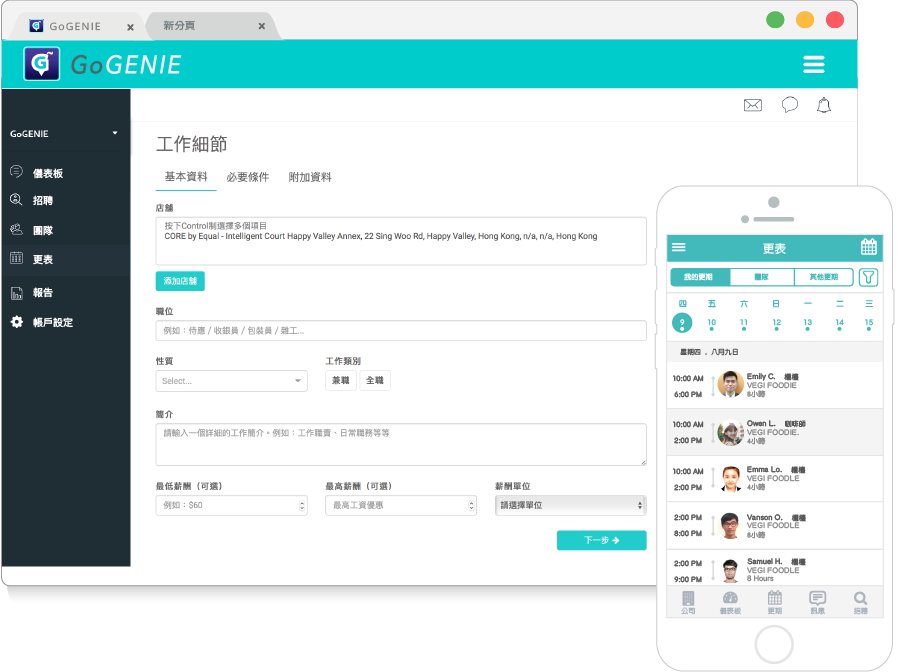 GoGENIE
新分頁
GoGENIE
GoGENIE
儀表板
招聘
團隊
更表
報告
帳戶設定
工作細節
基本資料 必要條件 附加資料
店舖
按下Control制選擇多個項目
CORE by Equal - Intelligent Court Happy Valley Annex, 22 Sing Woo Rd, Happy Valley, Hong Kong, n/a, n/a, Hong Kong
添加店舖
職位
例如：侍應 / 收銀員 / 包裝員 / 雜工...
性質 工作類別
Select... 兼職 全職
簡介
請輸入一個詳細的工作簡介。例如：工作職責、日常職務等等
最低薪酬（可選） 最高薪酬（可選） 薪酬單位
例如：$60 最高工資優惠 請選擇單位
下一步
更表
我的更期 團隊 其他更期
四 五 六 日 一 二 三
9 10 11 12 13 14 15
星期四 ，八月九日
10:00 AM Emily C. 樓樓
VEGI FOODIE
6:00 PM 8小時
10:00 AM Owen L. 咖啡師
VEGI FOODIE.
2:00 PM 4小時
10:00 AM Emma Lo. 樓樓
VEGI FOODLE
2:00 PM 4小時
2:00 PM Vanson O. 樓樓
VEGI FOODLE
8:00 PM 8小時
2:00 PM Samuel H. 樓樓
VEGI FOODLE
9:00 PM 8 Hours
公司 儀表板 更期 訊息 招聘